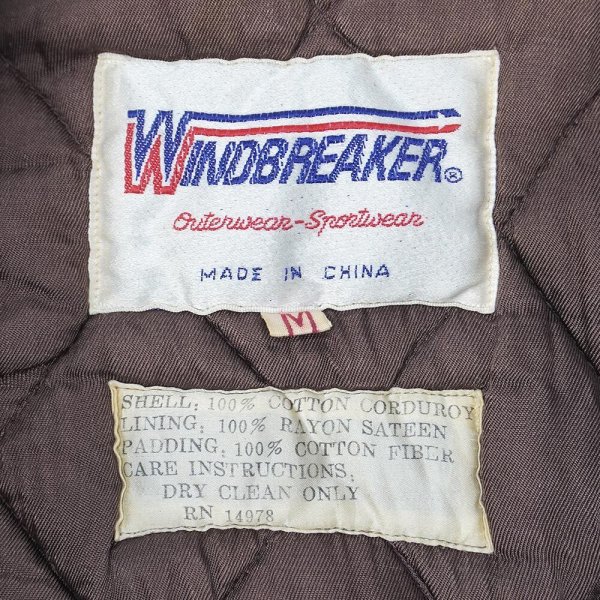 WINDBREAKER®
Outerwear-Sportwear
MADE IN CHINA
M
SHELL; 100% COTTON CORDUROY
LINING; 100% RAYON SATEEN
PADDING; 100% COTTON FIBER
CARE INSTRUCTIONS;
DRY CLEAN ONLY
RN 14978